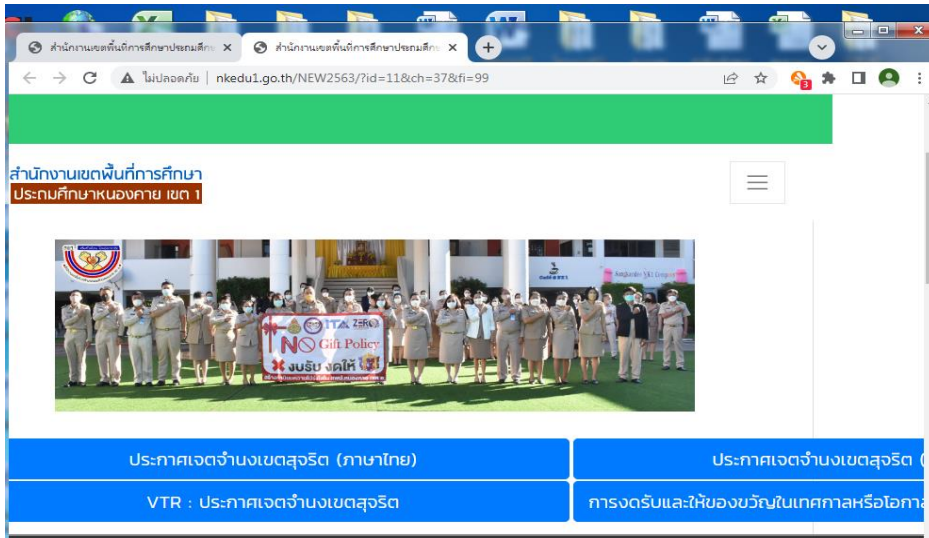 สำนักงานเขตพื้นที่การศึกษาประถมศึก
สำนักงานเขตพื้นที่การศึกษาประถมศึก
ไม่ปลอดภัย | nkedu1.go.th/NEW2563/?id=11&ch=37&fi=99
3
สำนักงานเขตพื้นที่การศึกษา
ประถมศึกษาหนองคาย เขต 1
ITA ZERO
NO Gift Policy
งบรับ งดให้
ประกาศเจตจำนงเขตสุจริต (ภาษาไทย)
ประกาศเจตจำนงเขตสุจริต (
VTR : ประกาศเจตจำนงเขตสุจริต
การงดรับและให้ของขวัญในเทศกาลหรือโอกาส